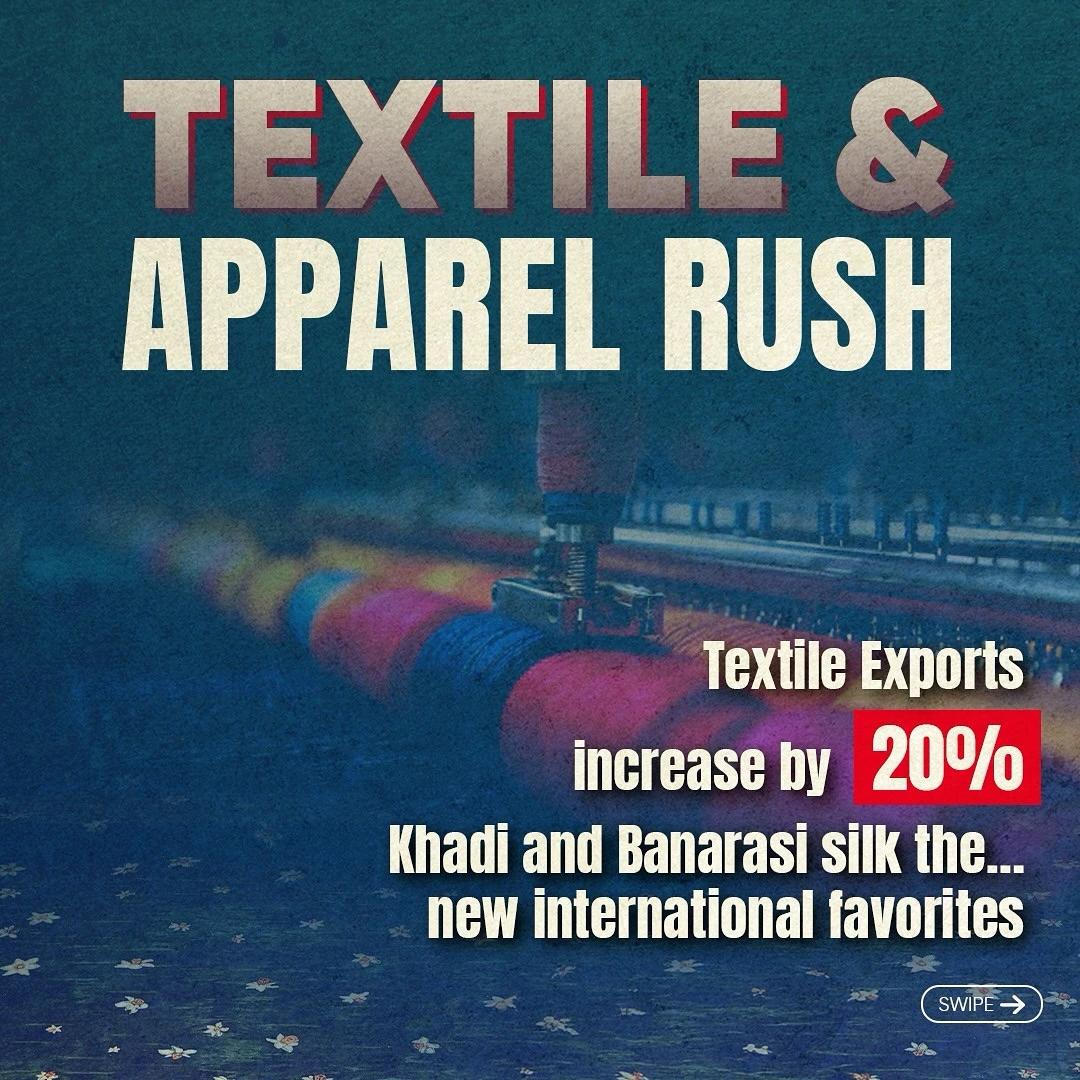 TEXTILE &
APPAREL RUSH
Textile Exports
increase by 20%
Khadi and Banarasi silk the...
new international favorites
SWIPE